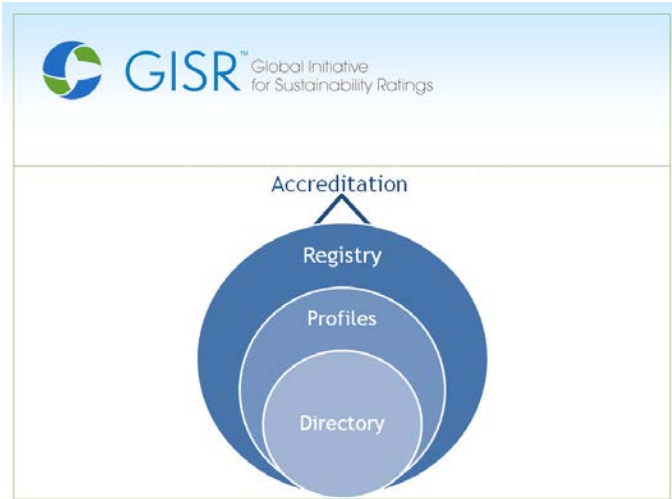 GISR™ Global Initiative
for Sustainability Ratings
Accreditation
Registry
Profiles
Directory